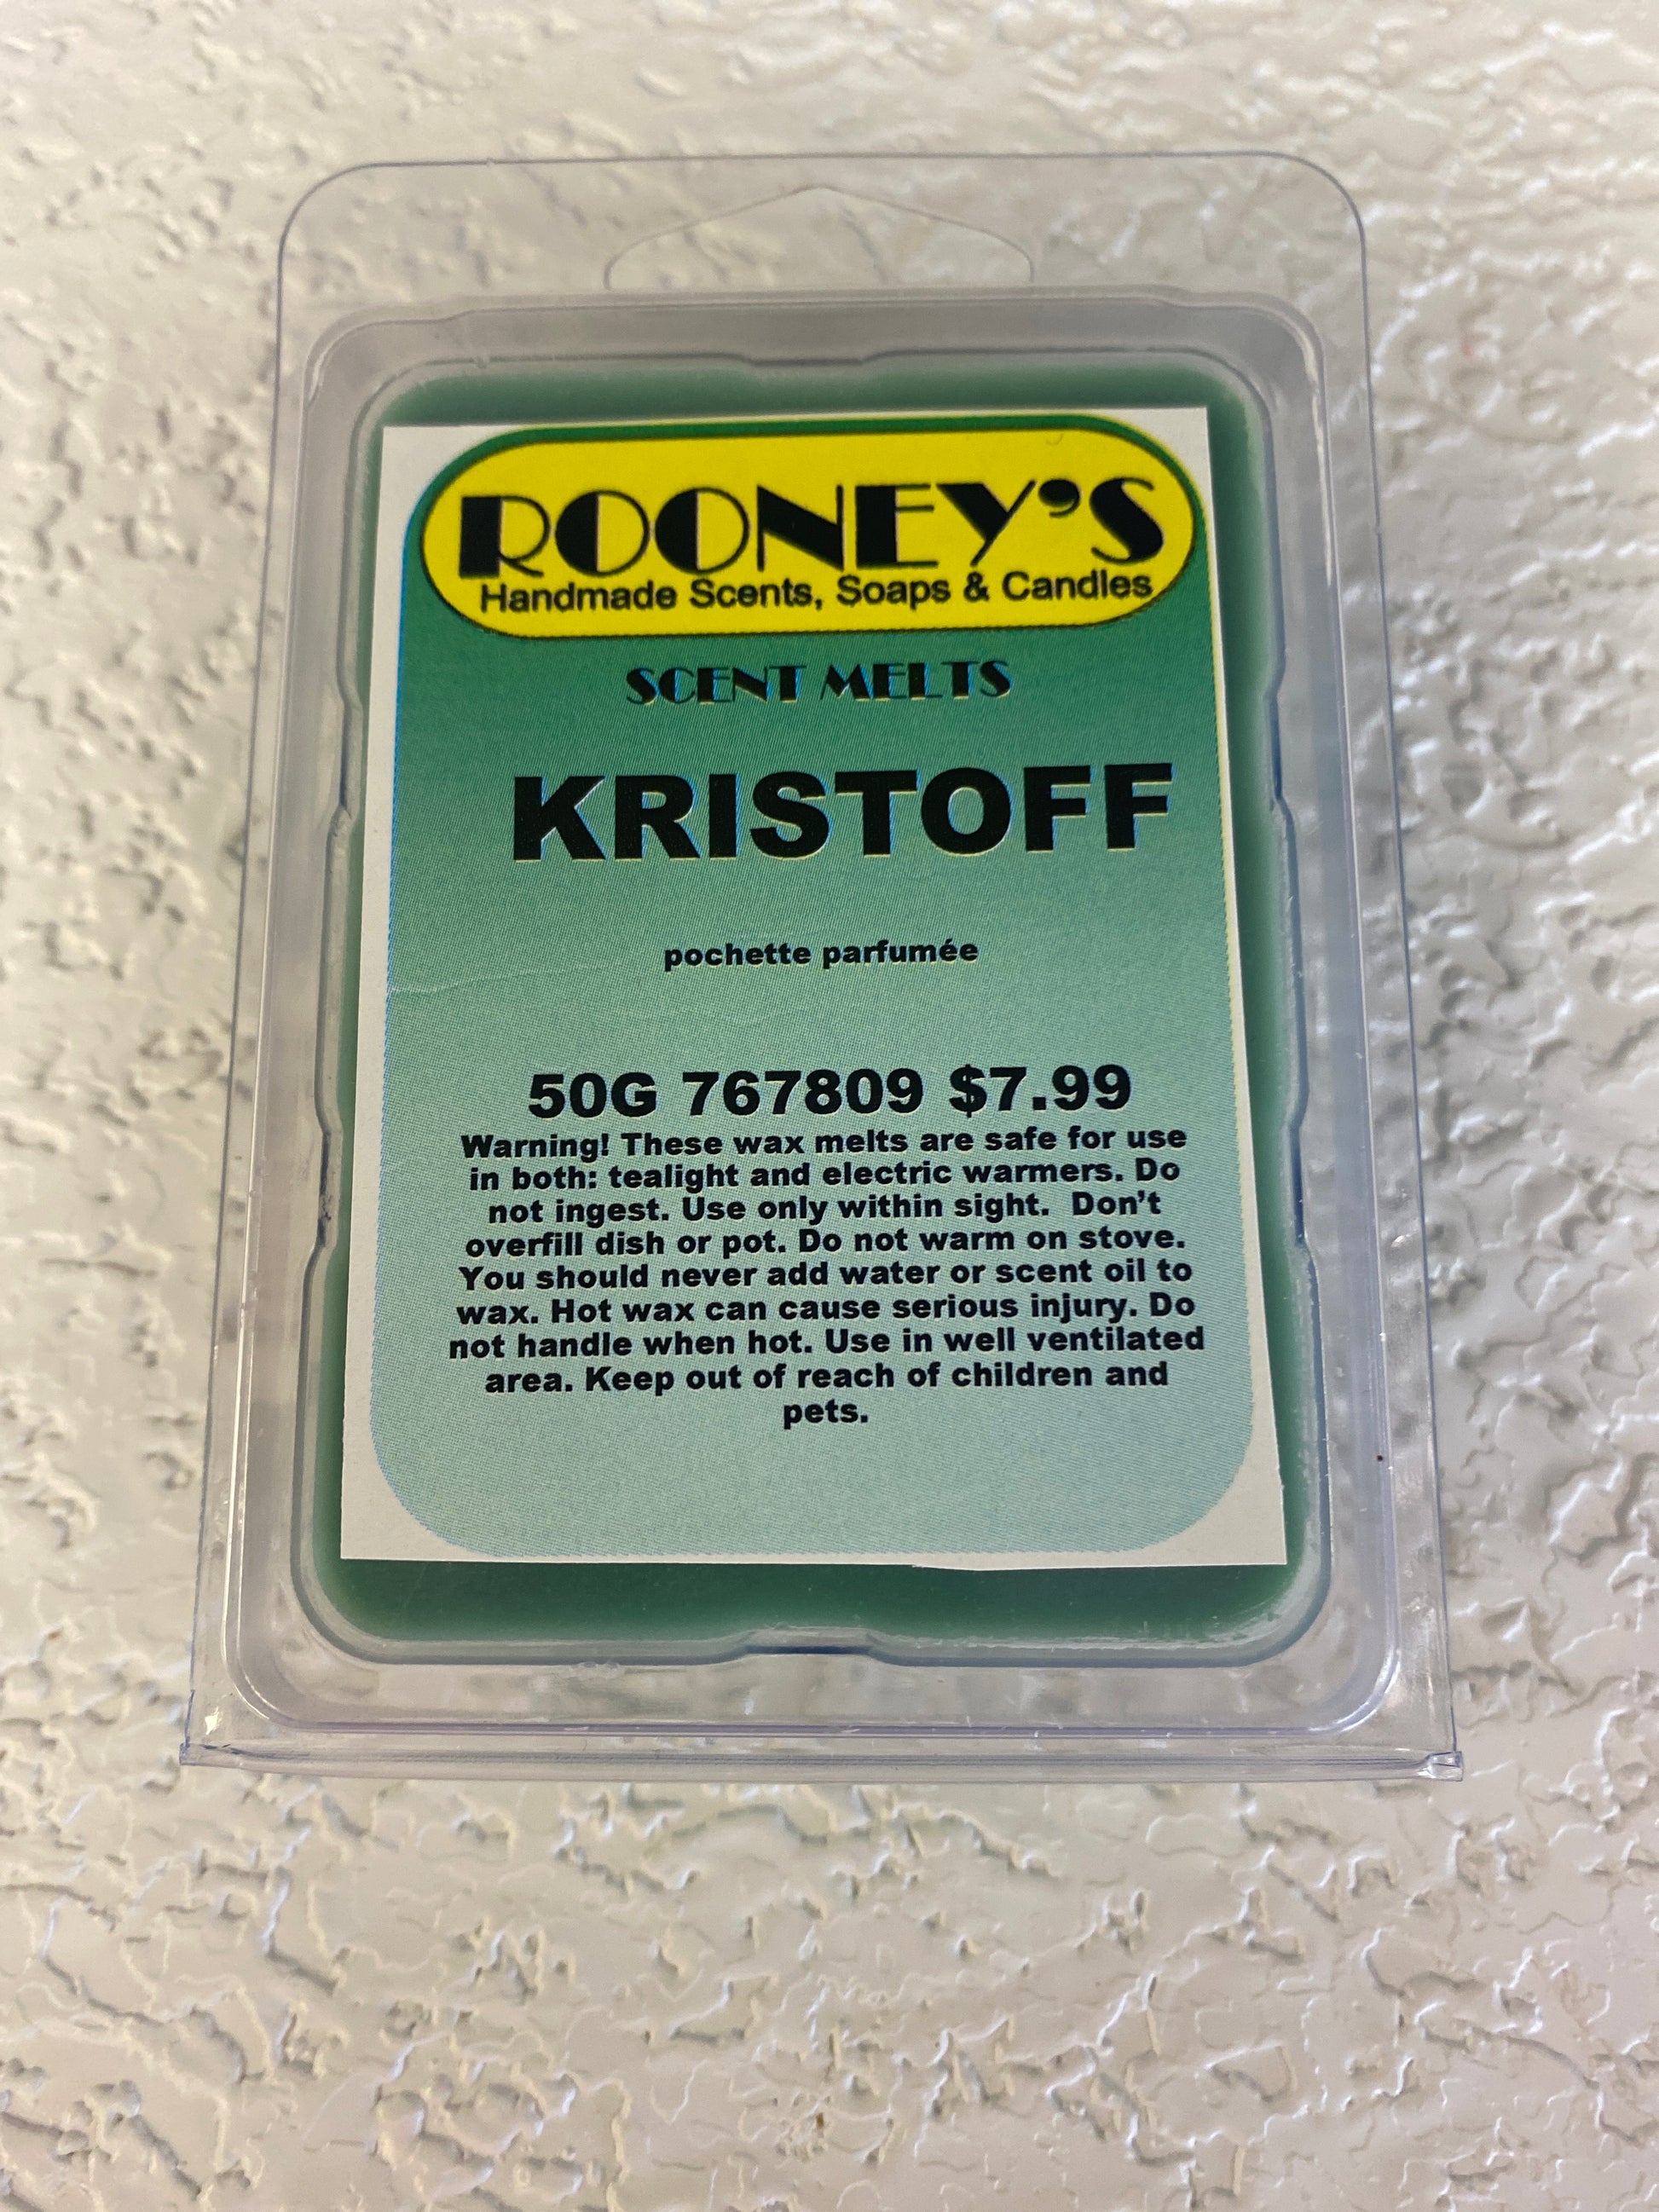 ROONEY'S
Handmade Scents, Soaps & Candles
SCENT MELTS
KRISTOFF
pochette parfumée
50G 767809 $7.99
Warning! These wax melts are safe for use
in both: tealight and electric warmers. Do
not ingest. Use only within sight.  Don't
overfill dish or pot. Do not warm on stove.
You should never add water or scent oil to
wax. Hot wax can cause serious injury. Do
not handle when hot. Use in well ventilated
area. Keep out of reach of children and
pets.